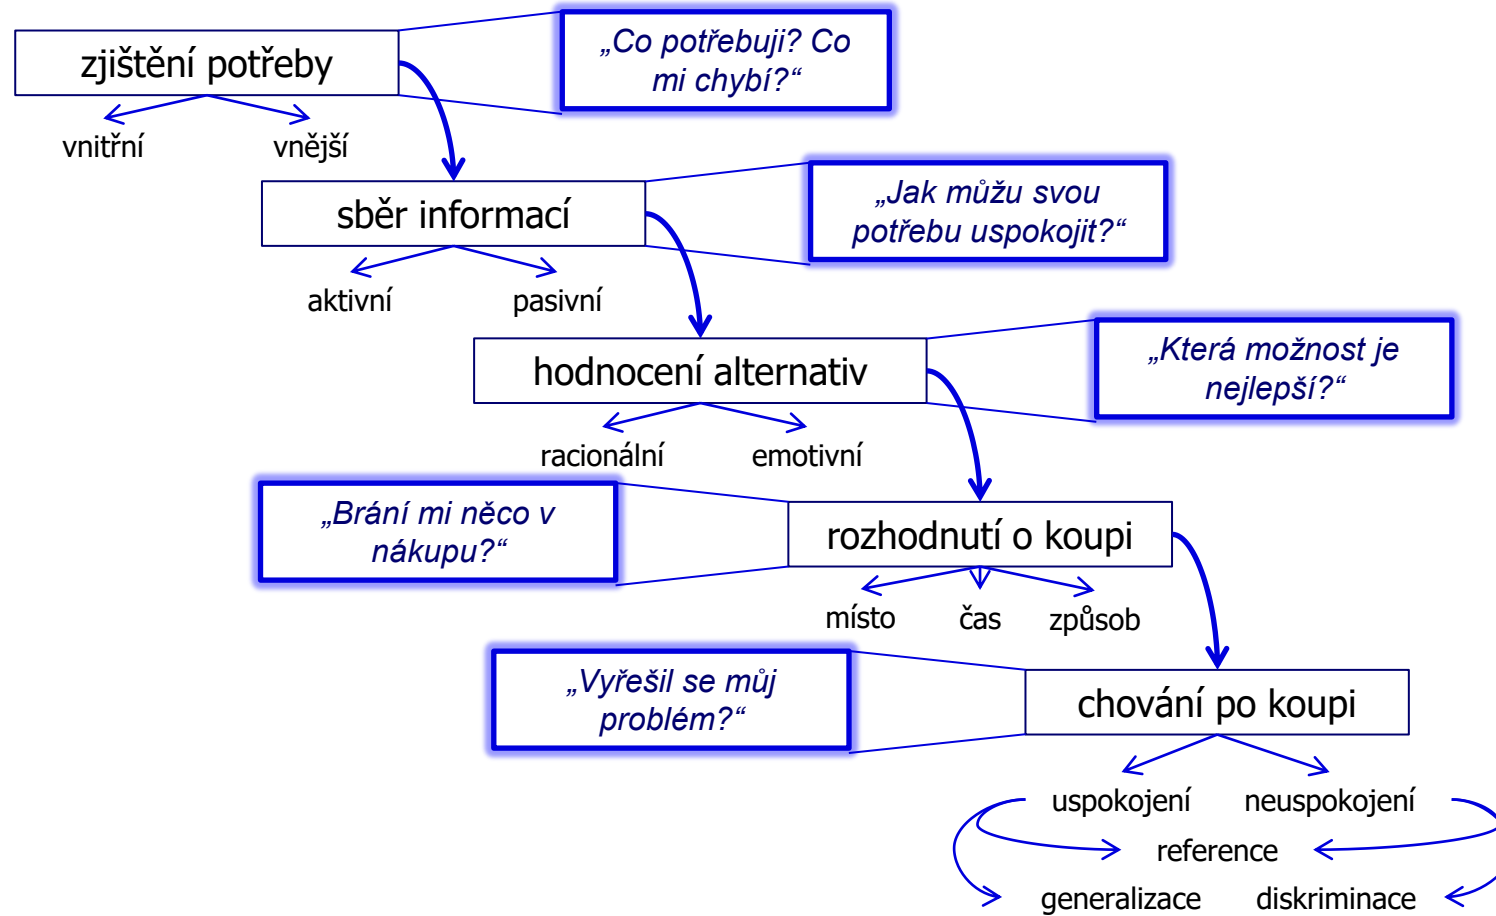 zjištění potřeby
„Co potřebuji? Co
mi chybí?“
vnitřní
vnější
sběr informací
„Jak můžu svou
potřebu uspokojit?“
aktivní
pasivní
hodnocení alternativ
„Která možnost je
nejlepší?“
racionální
emotivní
„Brání mi něco v
nákupu?“
rozhodnutí o koupi
místo
čas
způsob
„Vyřešil se můj
problém?“
chování po koupi
uspokojení
neuspokojení
reference
generalizace
diskriminace